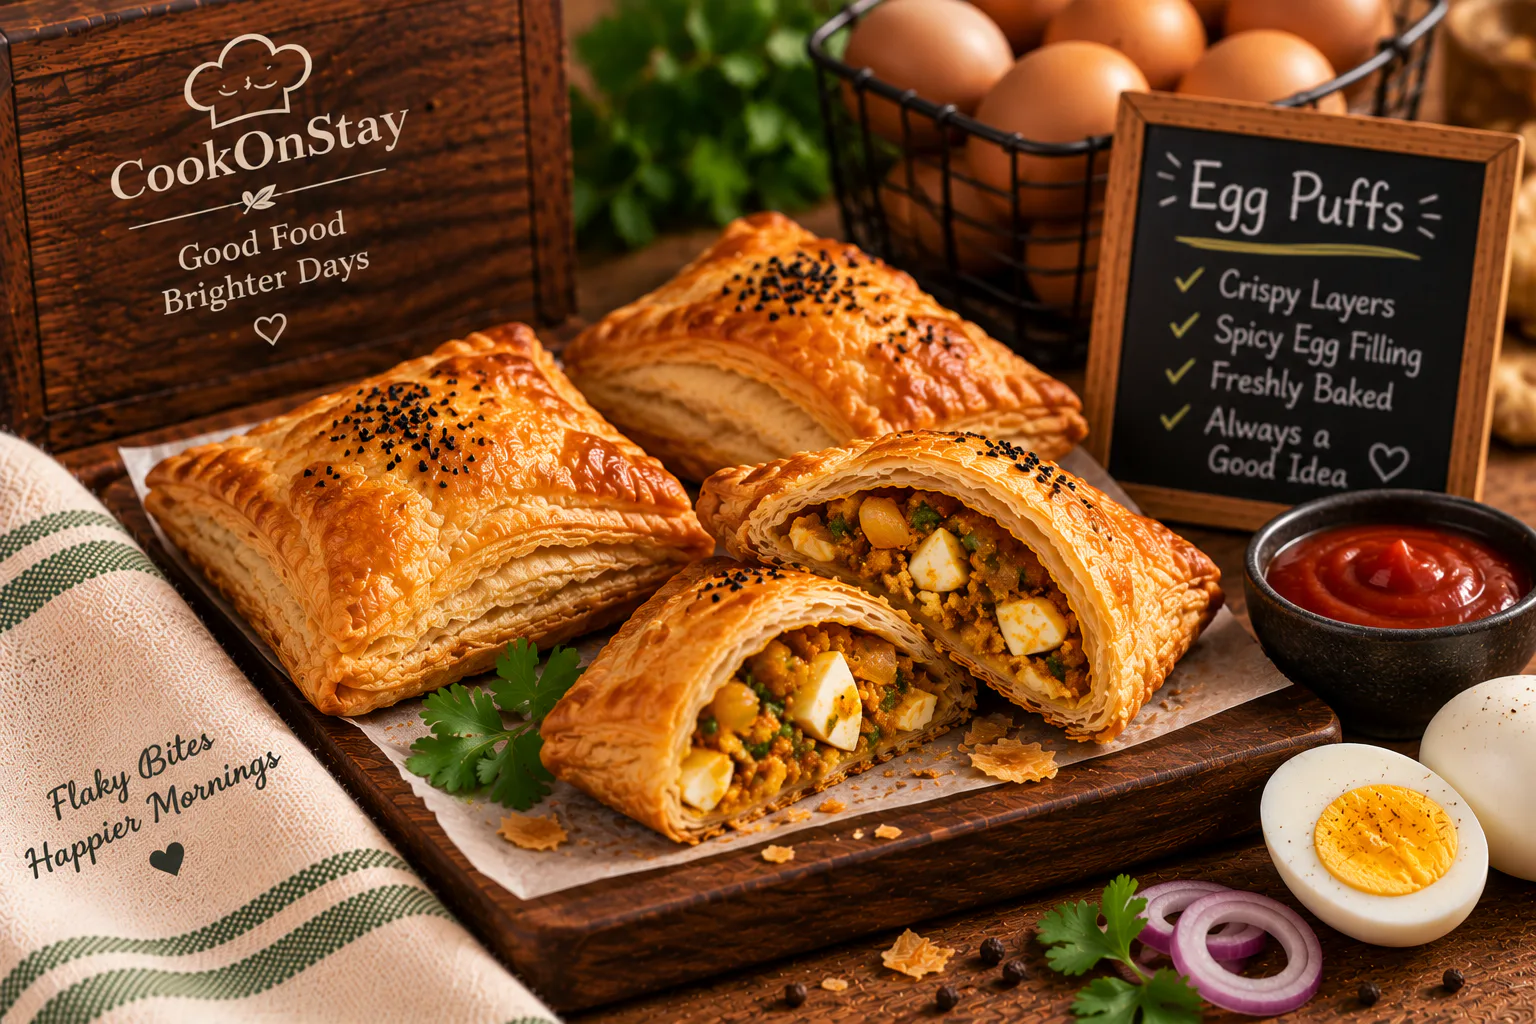 CookOnStay
Good Food
Brighter Days
Egg Puffs
Crispy Layers
Spicy Egg Filling
Freshly Baked
Always a
Good Idea
Flaky Bites
Happier Mornings